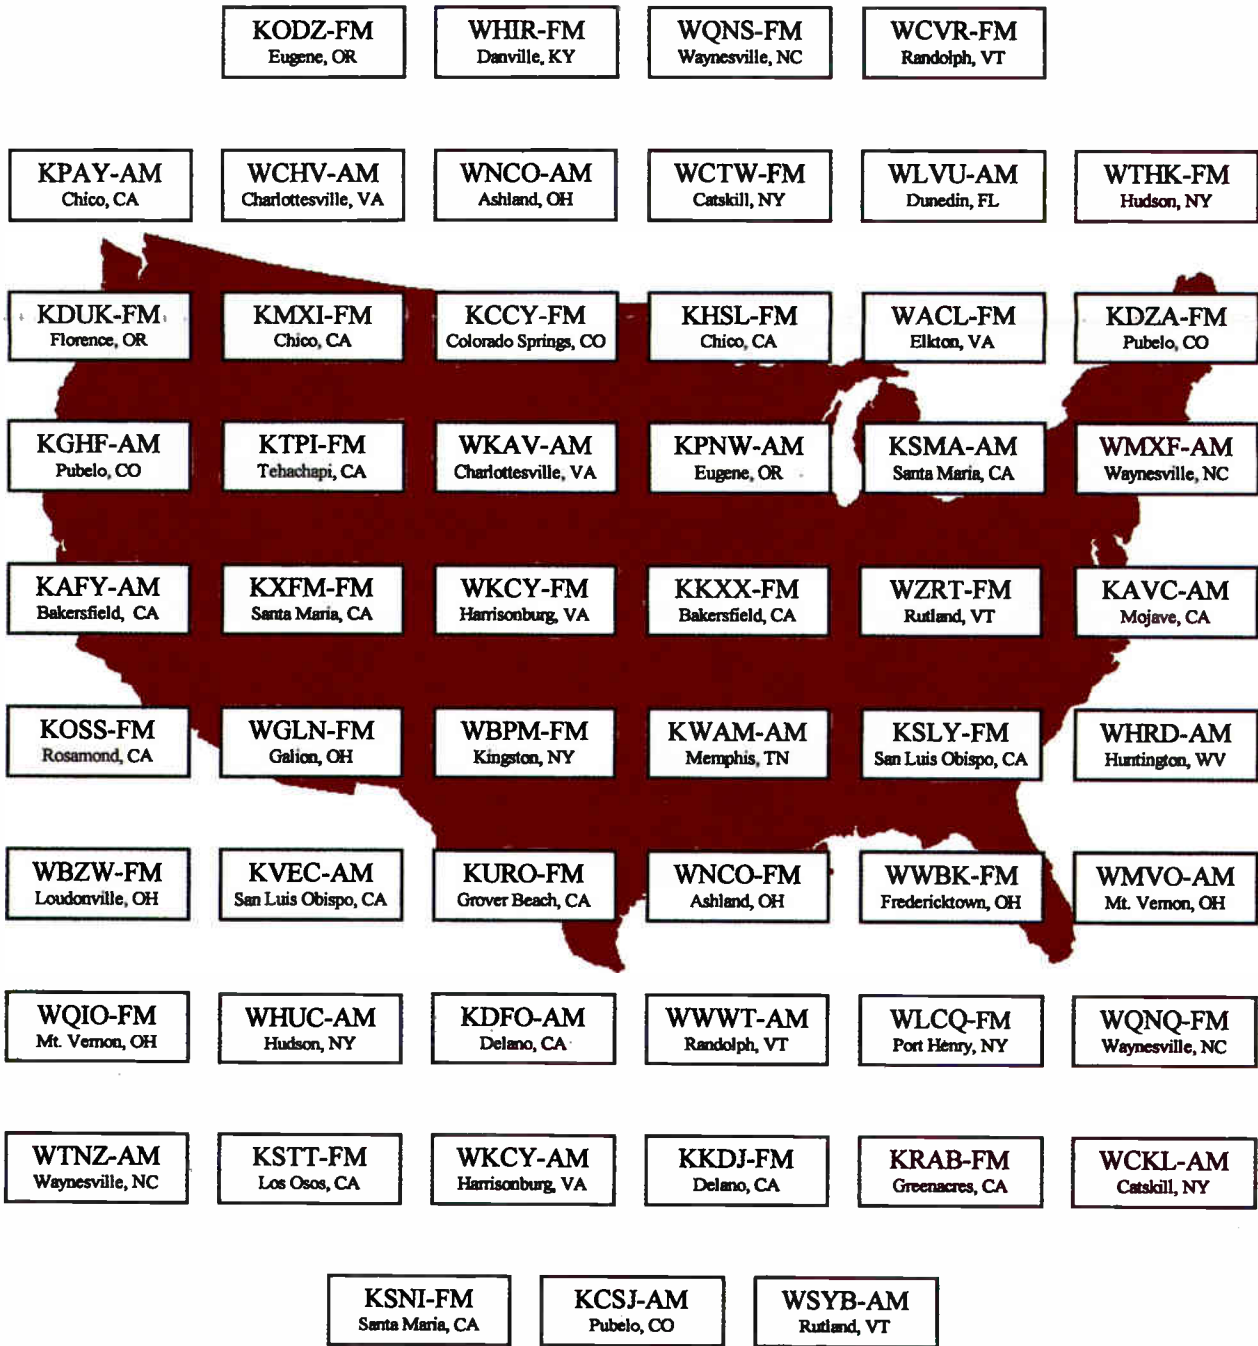 KODZ-FM
Eugene, OR
WHIR-FM
Danville, KY
WQNS-FM
Waynesville, NC
WCVR-FM
Randolph, VT
KPAY-AM
Chico, CA
WCHV-AM
Charlottesville, VA
WNCO-AM
Ashland, OH
WCTW-FM
Catskill, NY
WLVU-AM
Dunedin, FL
WTHK-FM
Hudson, NY
KDUK-FM
Florence, OR
KMXI-FM
Chico, CA
KCCY-FM
Colorado Springs, CO
KHSL-FM
Chico, CA
WACL-FM
Elkton, VA
KDZA-FM
Pubelo, CO
KGHF-AM
Pubelo, CO
KTPI-FM
Tehachapi, CA
WKAV-AM
Charlottesville, VA
KPNW-AM
Eugene, OR
KSMA-AM
Santa Maria, CA
WMXF-AM
Waynesville, NC
KAFY-AM
Bakersfield, CA
KXFM-FM
Santa Maria, CA
WKCY-FM
Harrisonburg, VA
KKXX-FM
Bakersfield, CA
WZRT-FM
Rutland, VT
KAVC-AM
Mojave, CA
KOSS-FM
Rosamond, CA
WGLN-FM
Galion, OH
WBPM-FM
Kingston, NY
KWAM-AM
Memphis, TN
KSLY-FM
San Luis Obispo, CA
WHRD-AM
Huntington, WV
WBZW-FM
Loudonville, OH
KVEC-AM
San Luis Obispo, CA
KURO-FM
Grover Beach, CA
WNCO-FM
Ashland, OH
WWBK-FM
Fredericktown, OH
WMVO-AM
Mt. Vernon, OH
WQIO-FM
Mt. Vernon, OH
WHUC-AM
Hudson, NY
KDFO-AM
Delano, CA
WWWT-AM
Randolph, VT
WLCQ-FM
Port Henry, NY
WQNQ-FM
Waynesville, NC
WTNZ-AM
Waynesville, NC
KSTT-FM
Los Osos, CA
WKCY-AM
Harrisonburg, VA
KKDJ-FM
Delano, CA
KRAB-FM
Greenacres, CA
WCKL-AM
Catskill, NY
KSNI-FM
Santa Maria, CA
KCSJ-AM
Pubelo, CO
WSYB-AM
Rutland, VT